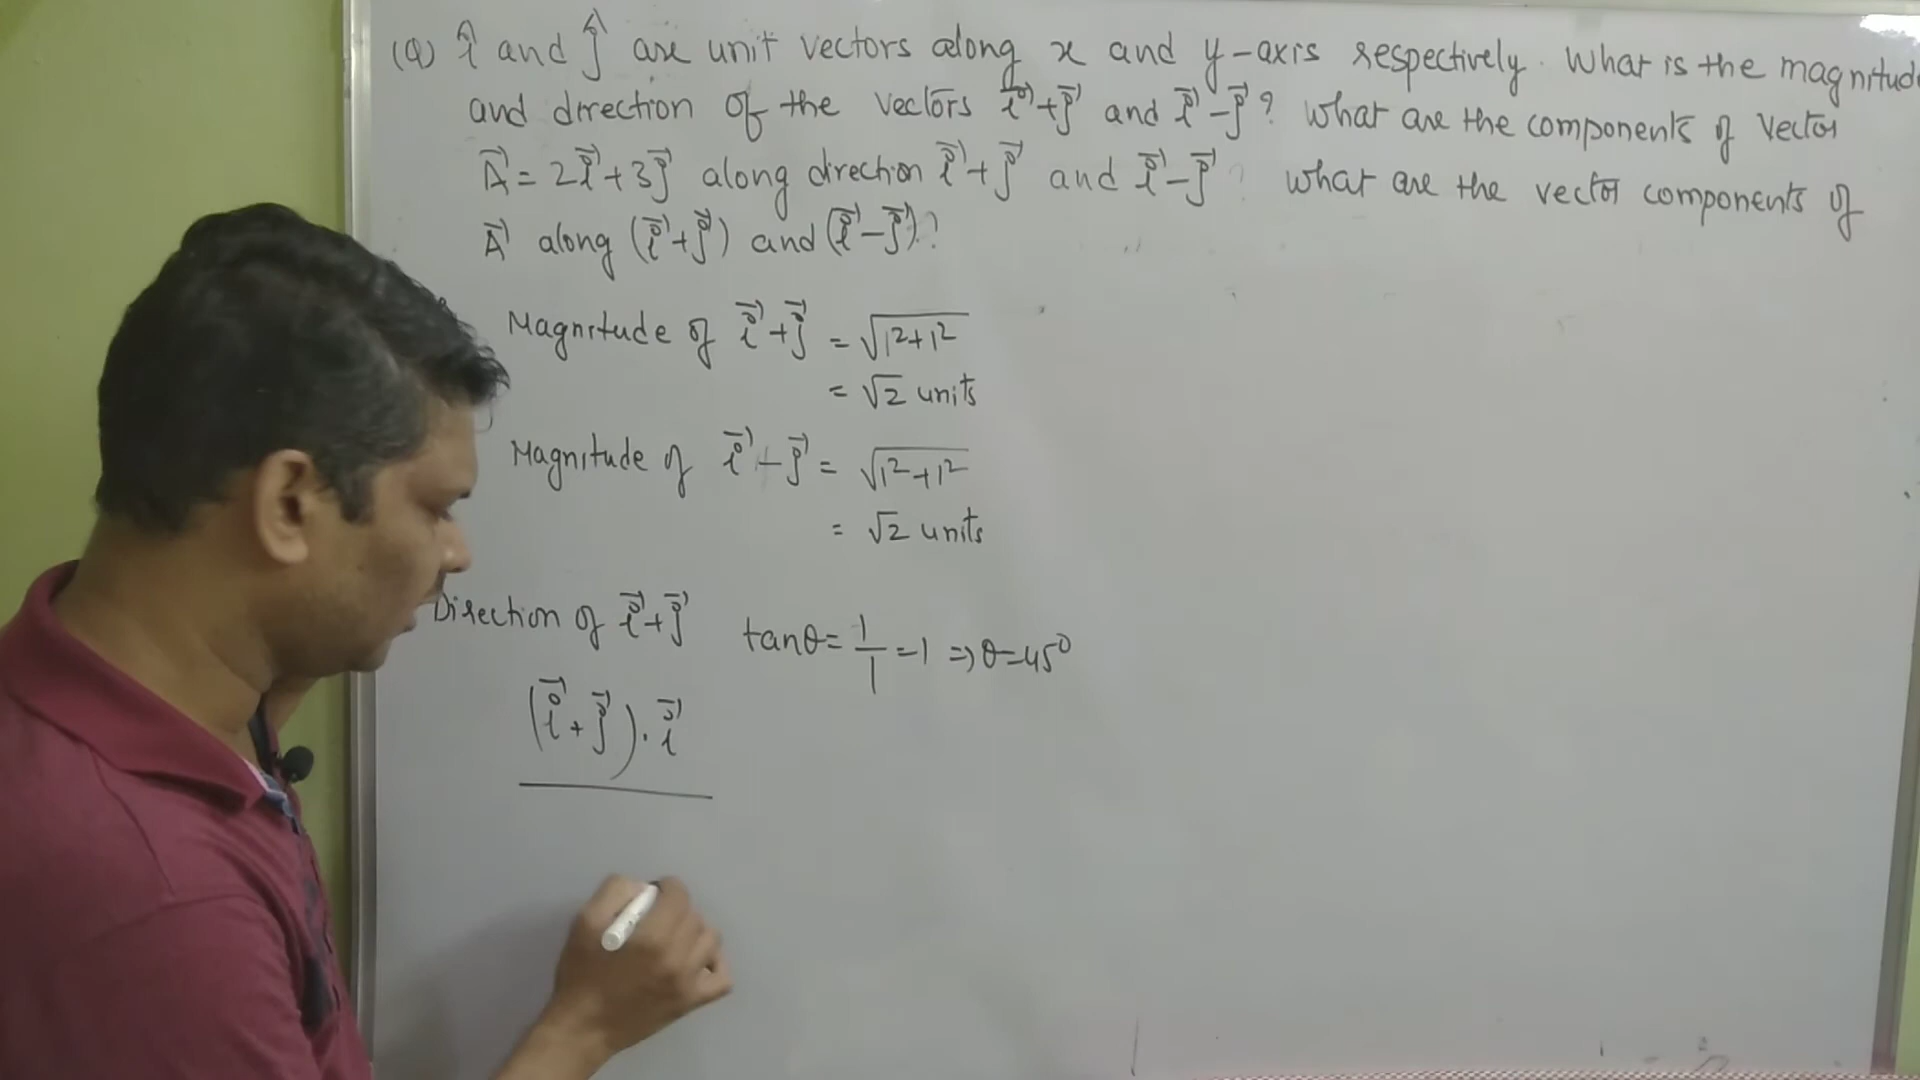 (Q) î and ĵ are unit vectors along x and y-axis respectively. What is the magnitude
and direction of the vectors i⃗+j⃗ and i⃗-j⃗? What are the components of vector
A⃗ = 2i⃗+3j⃗ along direction i⃗+j⃗ and i⃗-j⃗? What are the vector components of
A⃗ along (i⃗+j⃗) and (i⃗-j⃗)?
Magnitude of i⃗+j⃗ = √1²+1²
= √2 units
Magnitude of i⃗-j⃗ = √1²+1²
= √2 units
Direction of i⃗+j⃗ tanθ = 1/1 = 1 ⇒ θ=45°
(i⃗+j⃗).i⃗